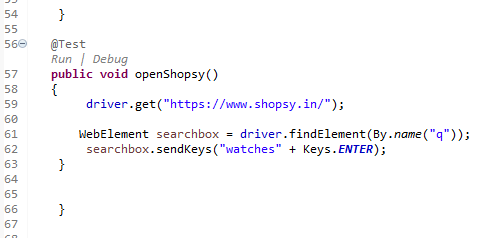 54 }
55
56 @Test
Run | Debug
57 public void openShopsy()
58 {
59 driver.get("https://www.shopsy.in/");
60
61 WebElement searchbox = driver.findElement(By.name("q"));
62 searchbox.sendKeys("watches" + Keys.ENTER);
63 }
64
65
66 }
67